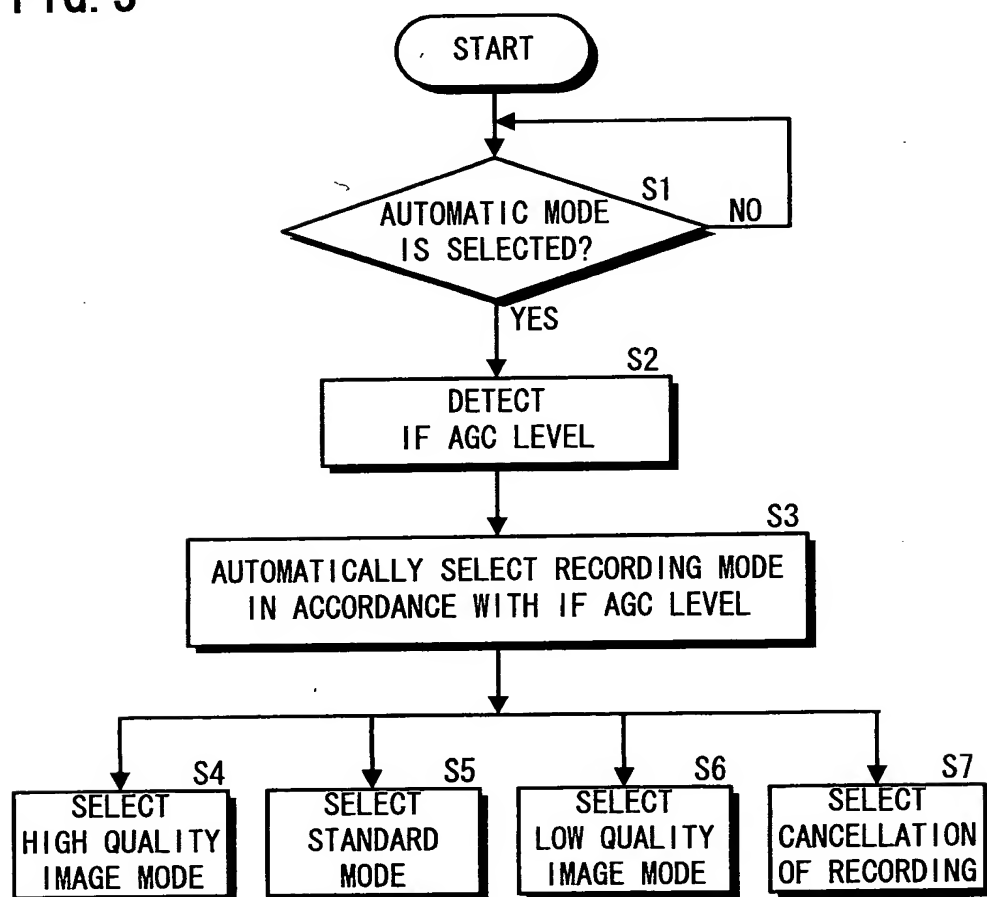 FIG. 3
START
S1
AUTOMATIC MODE
IS SELECTED?
NO
YES
S2
DETECT
IF AGC LEVEL
S3
AUTOMATICALLY SELECT RECORDING MODE
IN ACCORDANCE WITH IF AGC LEVEL
S4
SELECT
HIGH QUALITY
IMAGE MODE
S5
SELECT
STANDARD
MODE
S6
SELECT
LOW QUALITY
IMAGE MODE
S7
SELECT
CANCELLATION
OF RECORDING